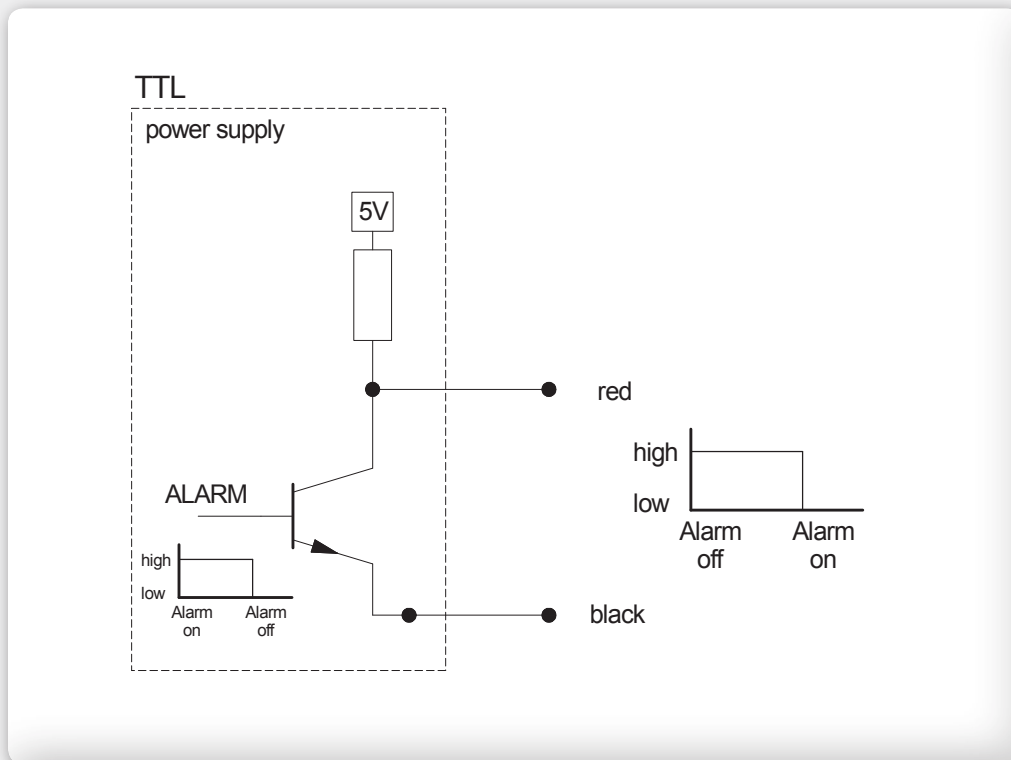 TTL
power supply
5V
red
ALARM
high
low
Alarm
on
Alarm
off
high
low
Alarm
off
Alarm
on
black